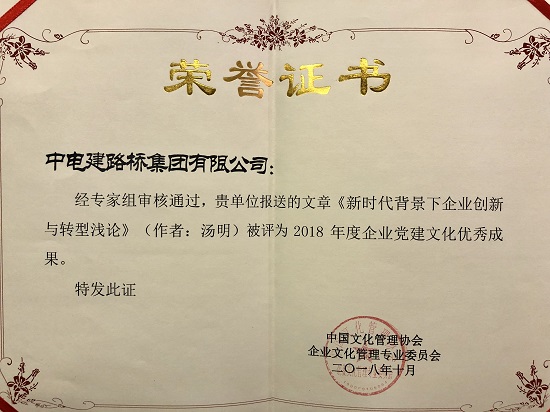 荣誉证书
中电建路桥集团有限公司：
经专家组审核通过，贵单位报送的文章《新时代背景下企业创新
与转型浅论》（作者：汤明）被评为 2018 年度企业党建文化优秀成
果。
特发此证
中国文化管理协会
企业文化管理专业委员会
二〇一八年十月